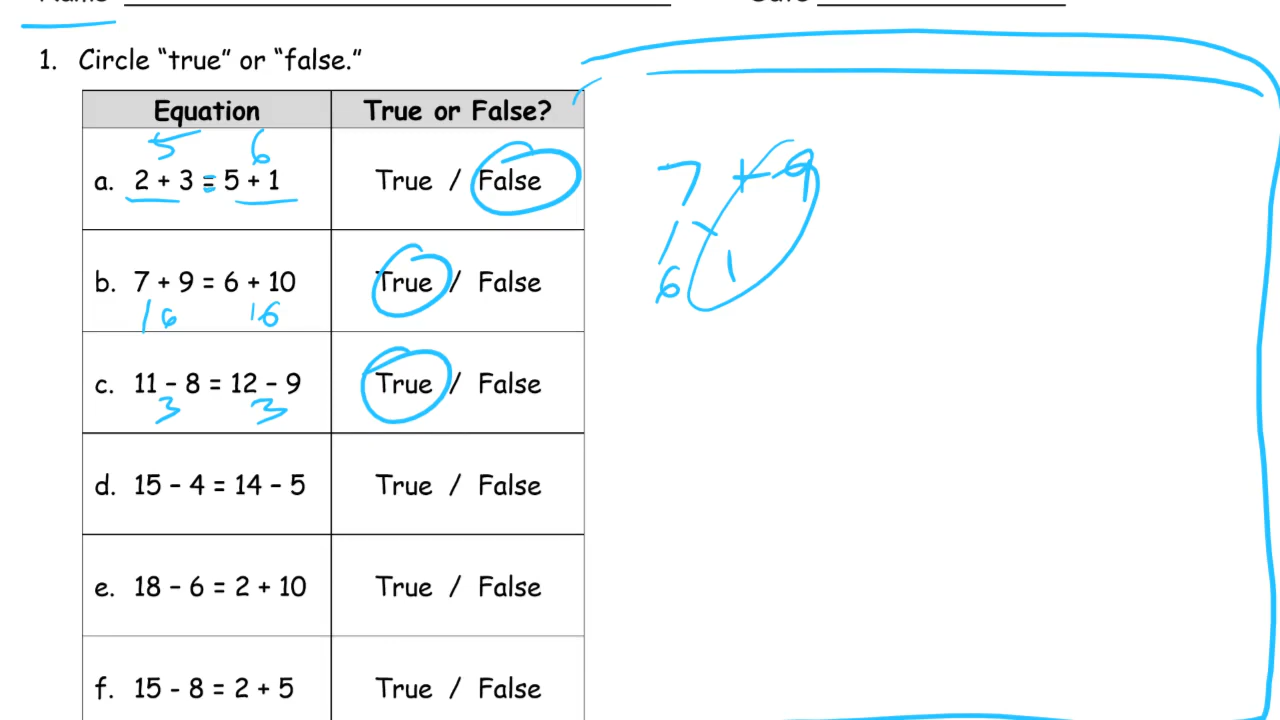 Name Date
1. Circle “true” or “false.”
Equation True or False?
5 6
a. 2 + 3 = 5 + 1 True / False
b. 7 + 9 = 6 + 10 True / False
16 16
c. 11 – 8 = 12 – 9 True / False
3 3
d. 15 – 4 = 14 – 5 True / False
e. 18 – 6 = 2 + 10 True / False
f. 15 - 8 = 2 + 5 True / False
7 + 9
6 1